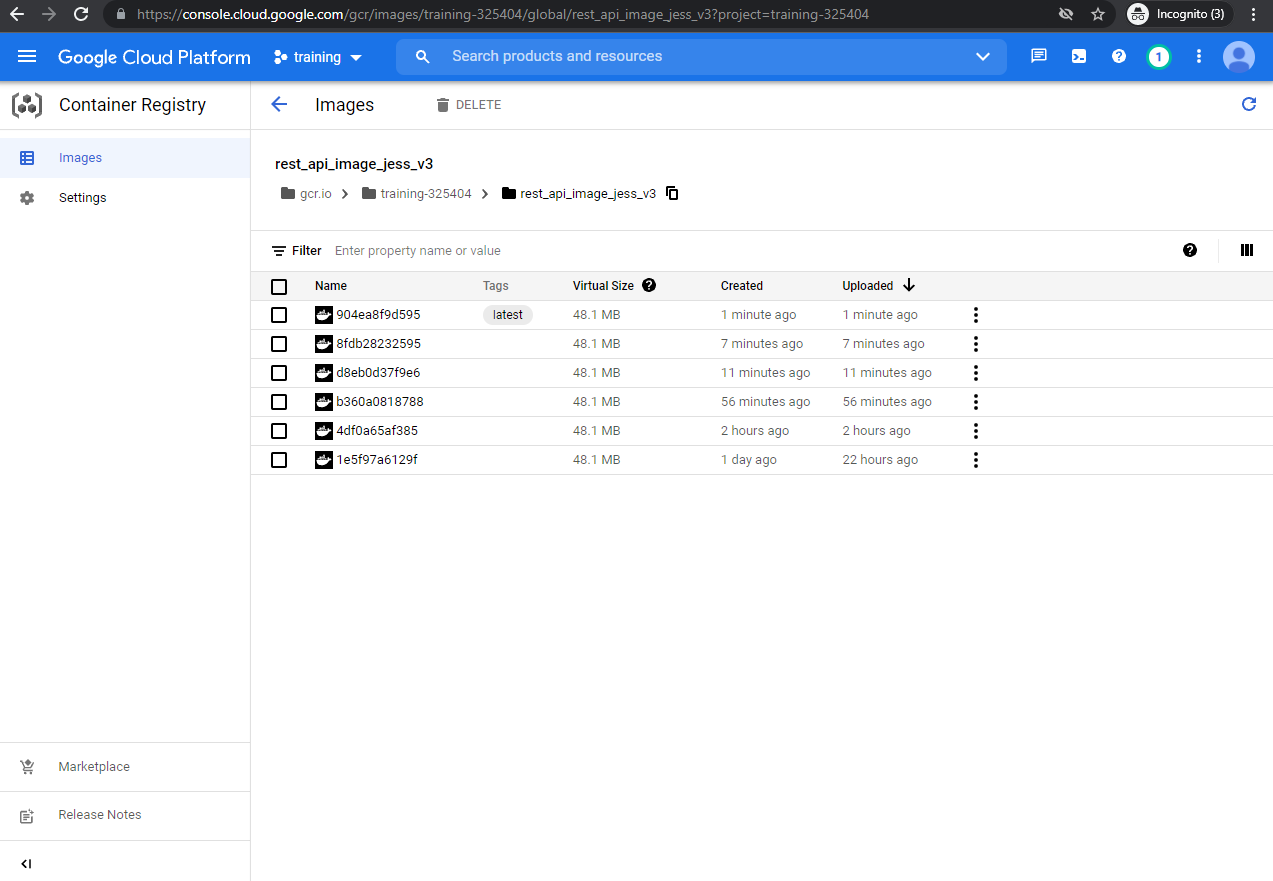 https://console.cloud.google.com/gcr/images/training-325404/global/rest_api_image_jess_v3?project=training-325404 Incognito (3)
Google Cloud Platform training Search products and resources 1
Container Registry Images DELETE
Images
Settings
rest_api_image_jess_v3
gcr.io training-325404 rest_api_image_jess_v3
Filter Enter property name or value
Name Tags Virtual Size Created Uploaded
904ea8f9d595 latest 48.1 MB 1 minute ago 1 minute ago
8fdb28232595 48.1 MB 7 minutes ago 7 minutes ago
d8eb0d37f9e6 48.1 MB 11 minutes ago 11 minutes ago
b360a0818788 48.1 MB 56 minutes ago 56 minutes ago
4df0a65af385 48.1 MB 2 hours ago 2 hours ago
1e5f97a6129f 48.1 MB 1 day ago 22 hours ago
Marketplace
Release Notes